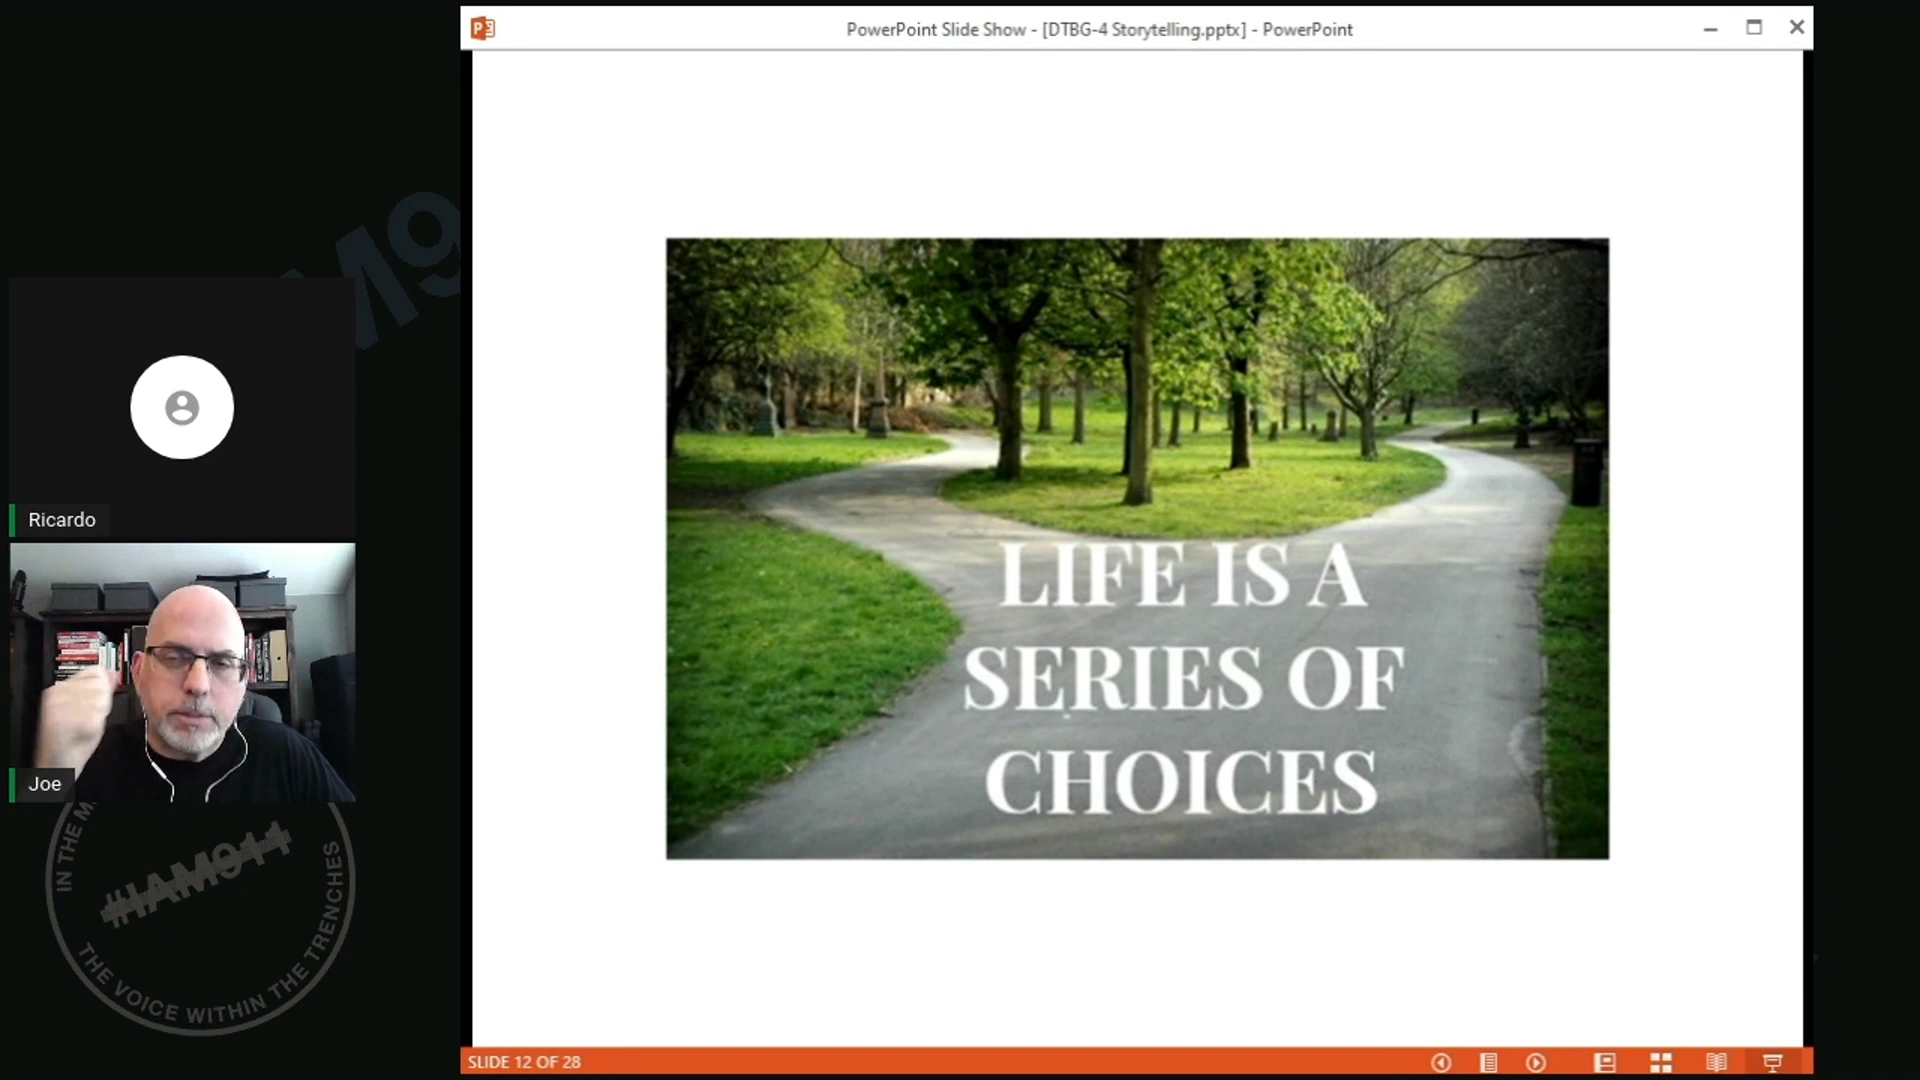 PowerPoint Slide Show - [DTBG-4 Storytelling.pptx] - PowerPoint
LIFE IS A
SERIES OF
CHOICES
Ricardo
Joe
M9
IN THE M
#IAM911
THE VOICE WITHIN THE TRENCHES
SLIDE 12 OF 28